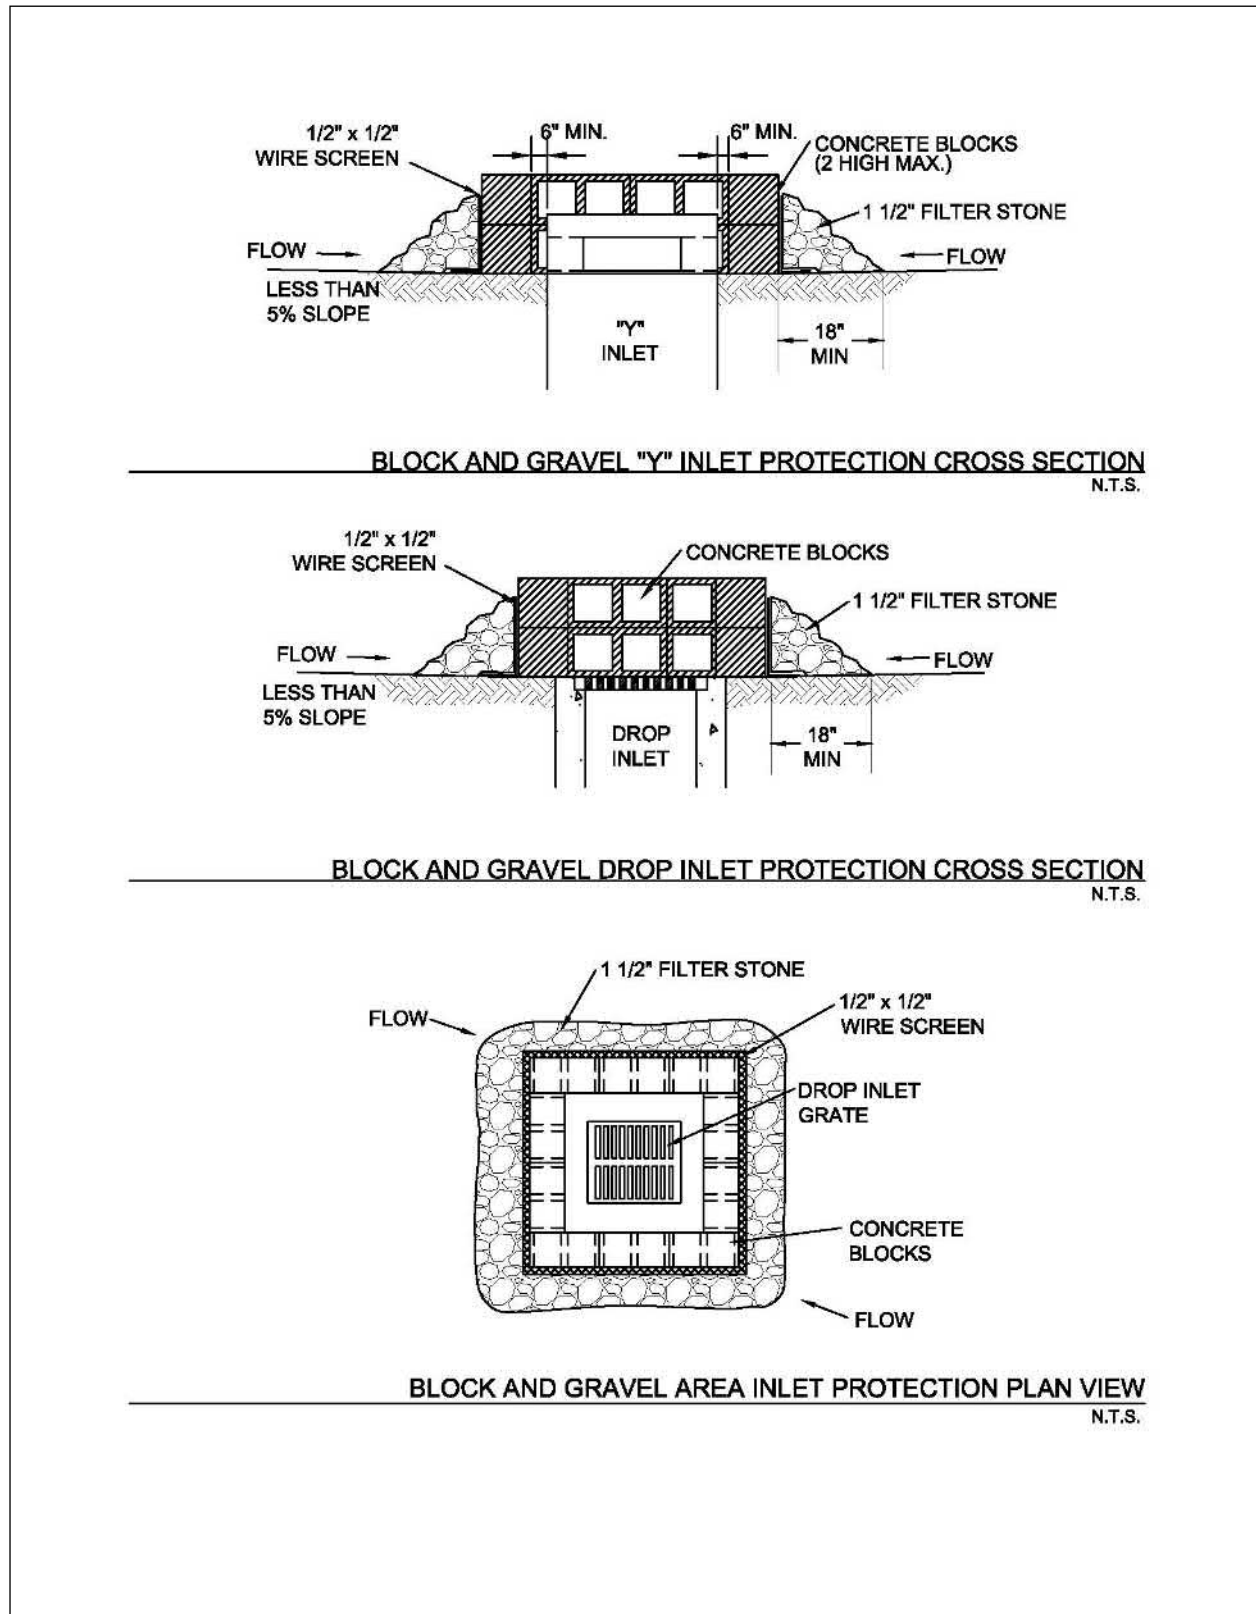 1/2" x 1/2"
WIRE SCREEN
6" MIN.
6" MIN.
CONCRETE BLOCKS
(2 HIGH MAX.)
1 1/2" FILTER STONE
FLOW
FLOW
LESS THAN
5% SLOPE
"Y"
INLET
18"
MIN
BLOCK AND GRAVEL "Y" INLET PROTECTION CROSS SECTION
N.T.S.
1/2" x 1/2"
WIRE SCREEN
CONCRETE BLOCKS
1 1/2" FILTER STONE
FLOW
FLOW
LESS THAN
5% SLOPE
DROP
INLET
18"
MIN
BLOCK AND GRAVEL DROP INLET PROTECTION CROSS SECTION
N.T.S.
1 1/2" FILTER STONE
FLOW
1/2" x 1/2"
WIRE SCREEN
DROP INLET
GRATE
CONCRETE
BLOCKS
FLOW
BLOCK AND GRAVEL AREA INLET PROTECTION PLAN VIEW
N.T.S.